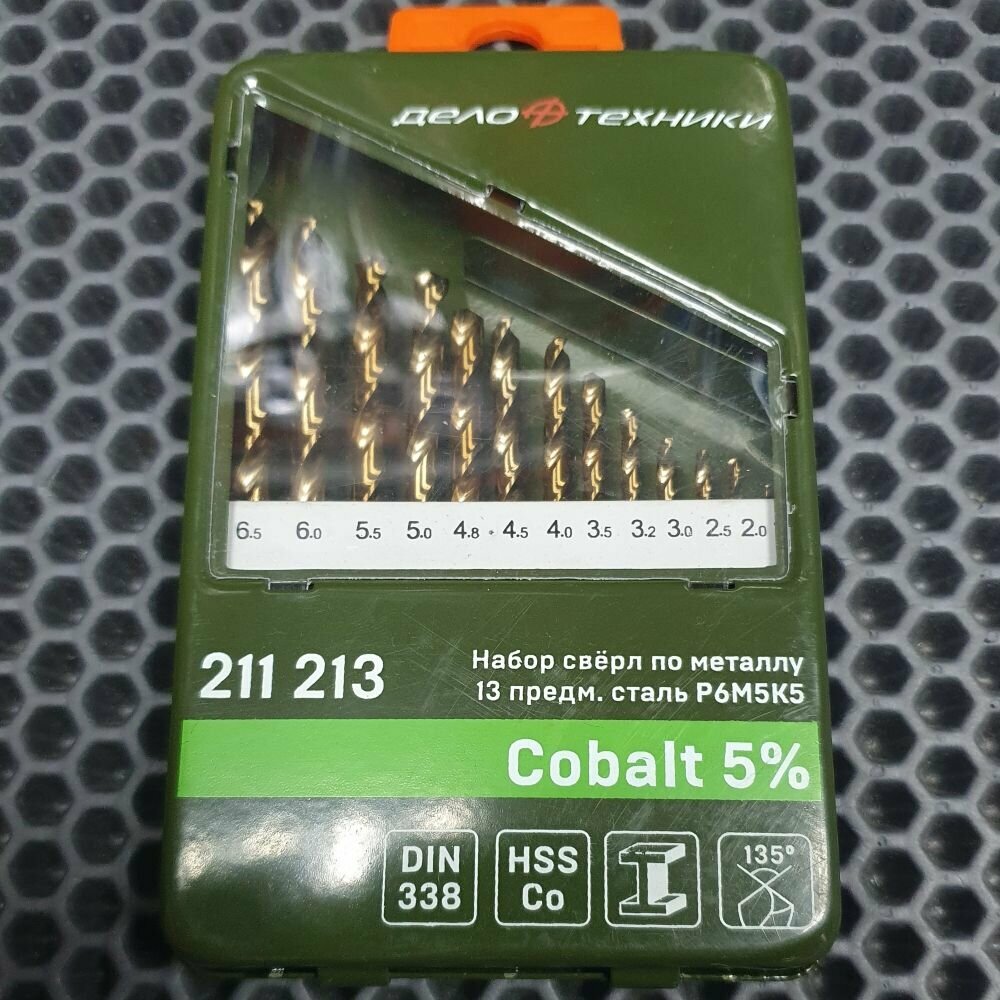 дело техники
6.5 6.0 5.5 5.0 4.8 4.5 4.0 3.5 3.2 3.0 2.5 2.0
211 213
Набор свёрл по металлу
13 предм. сталь Р6М5К5
Cobalt 5%
DIN
338
HSS
Co
135°